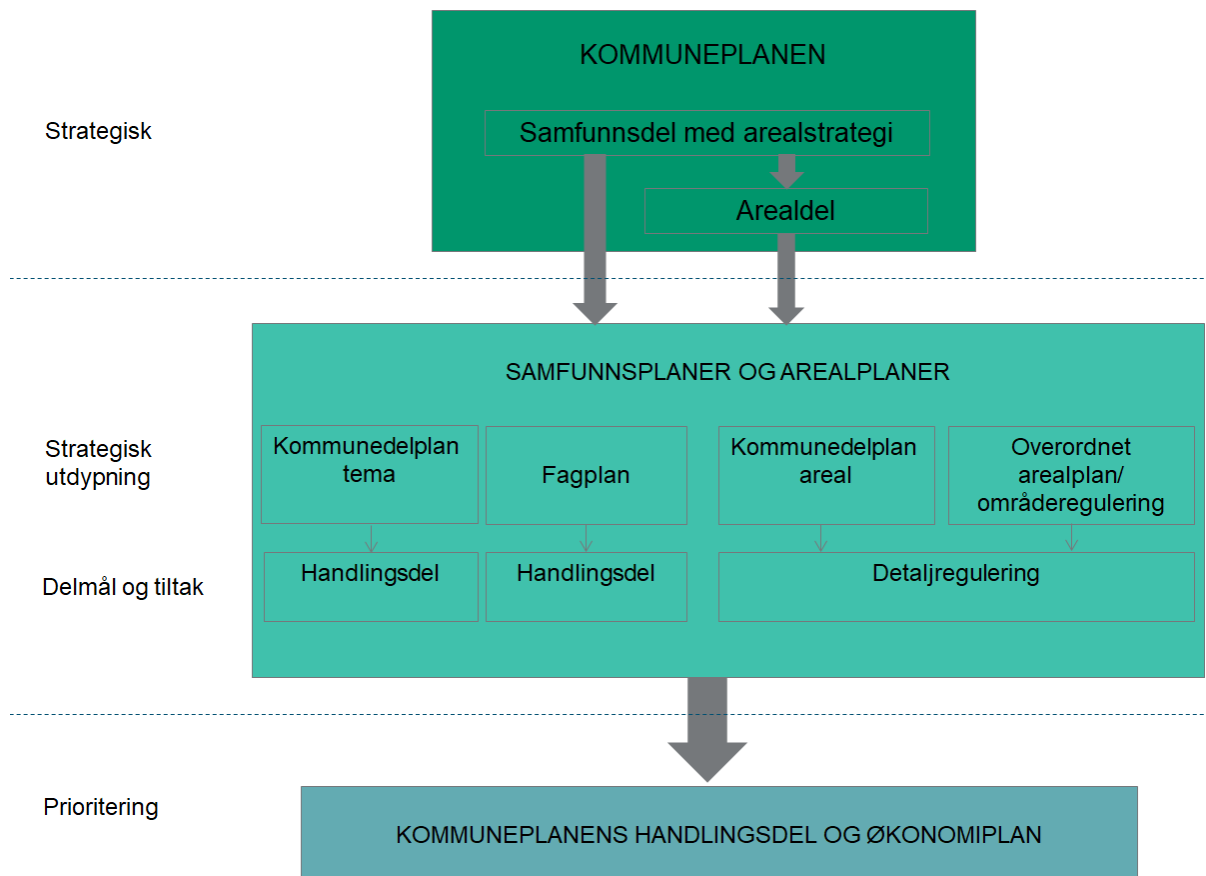 KOMMUNEPLANEN
Strategisk
Samfunnsdel med arealstrategi
Arealdel
SAMFUNNSPLANER OG AREALPLANER
Strategisk
utdypning
Kommunedelplan
tema
Fagplan
Kommunedelplan
areal
Overordnet
arealplan/
områderegulering
Delmål og tiltak
Handlingsdel
Handlingsdel
Detaljregulering
Prioritering
KOMMUNEPLANENS HANDLINGSDEL OG ØKONOMIPLAN